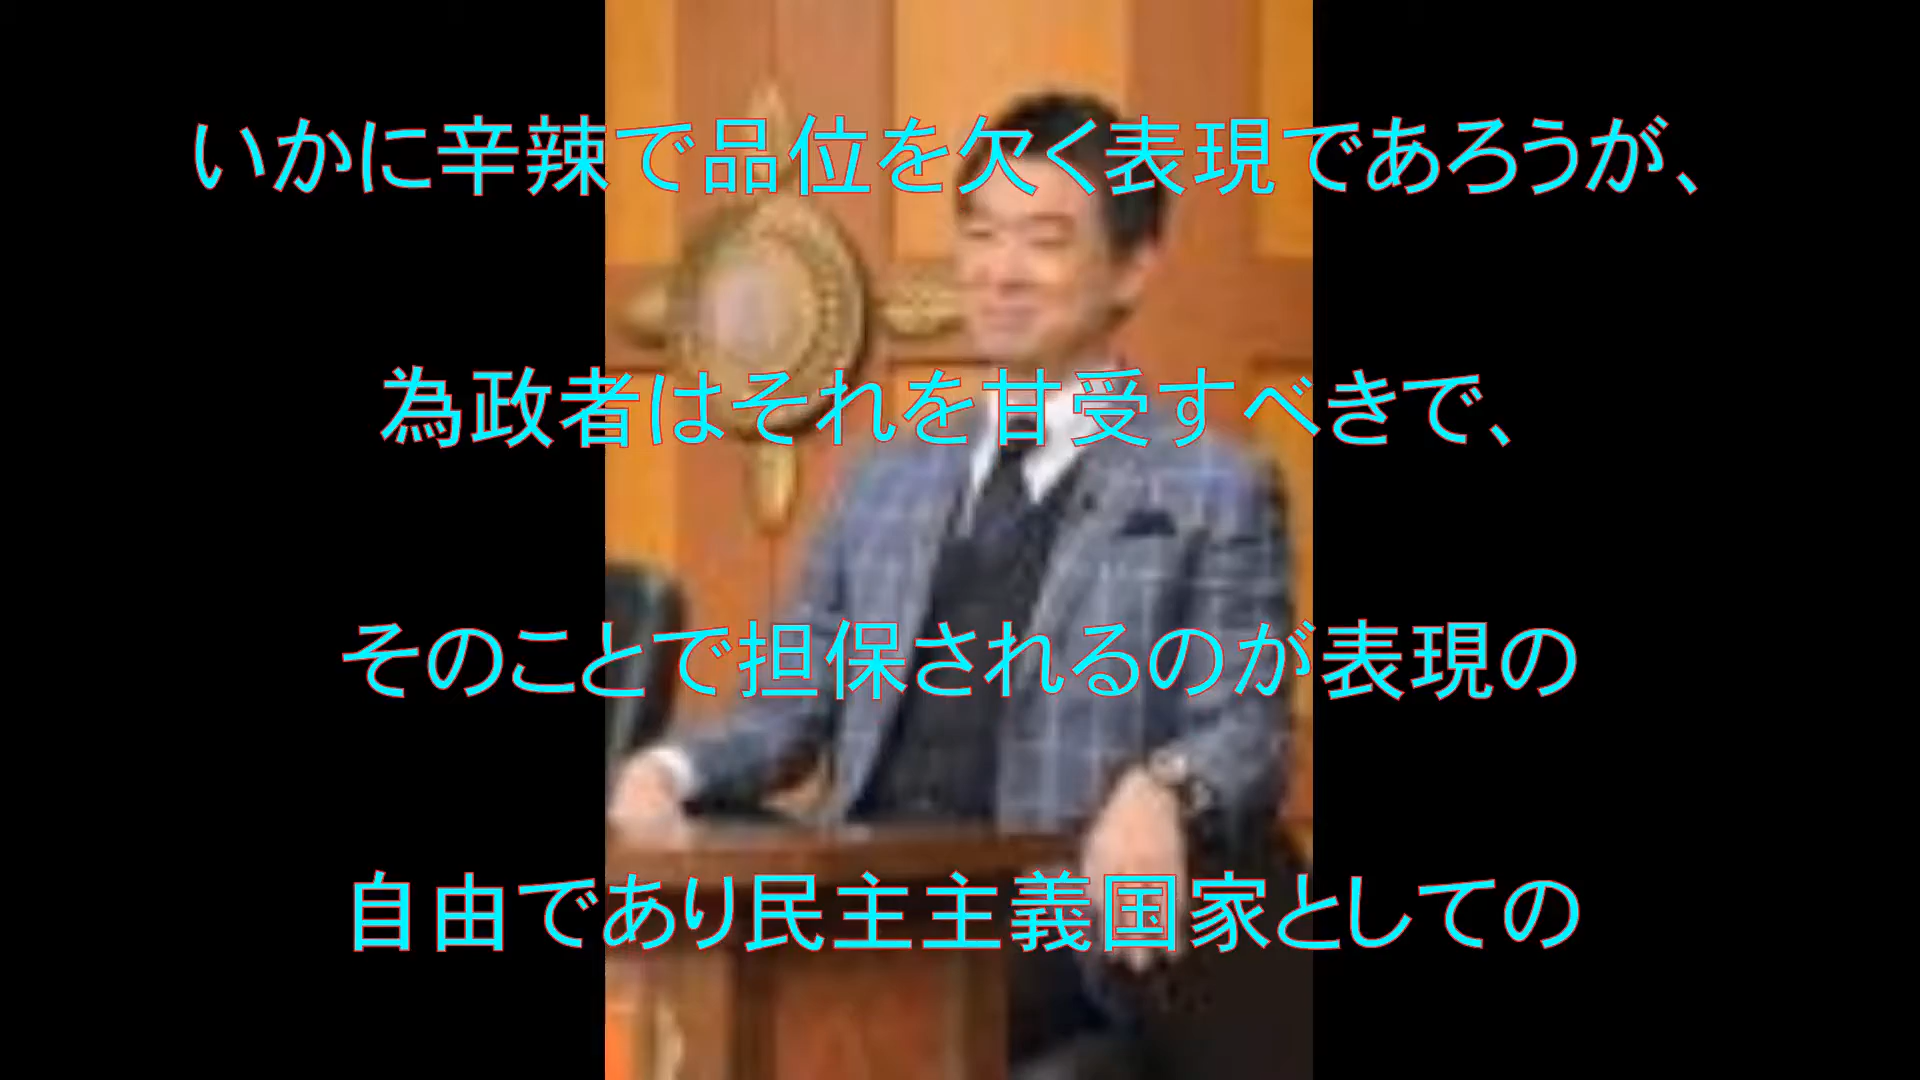 いかに辛辣で品位を欠く表現であろうが、
為政者はそれを甘受すべきで、
そのことで担保されるのが表現の
自由であり民主主義国家としての